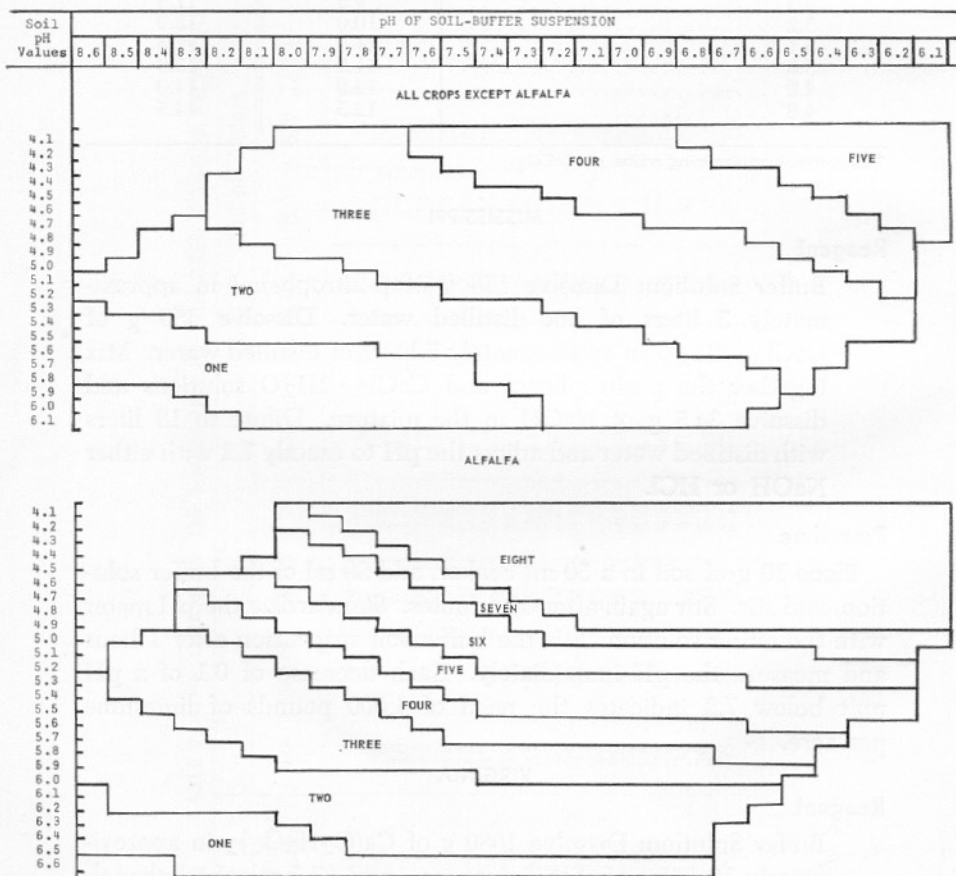 Soil pH Values
pH OF SOIL-BUFFER SUSPENSION
8.6 8.5 8.4 8.3 8.2 8.1 8.0 7.9 7.8 7.7 7.6 7.5 7.4 7.3 7.2 7.1 7.0 6.9 6.8 6.7 6.6 6.5 6.4 6.3 6.2 6.1
ALL CROPS EXCEPT ALFALFA
4.1
4.2
4.3
4.4
4.5
4.6
4.7
4.8
4.9
5.0
5.1
5.2
5.3
5.4
5.5
5.6
5.7
5.8
5.9
6.0
6.1
FIVE
FOUR
THREE
TWO
ONE
ALFALFA
4.1
4.2
4.3
4.4
4.5
4.6
4.7
4.8
4.9
5.0
5.1
5.2
5.3
5.4
5.5
5.6
5.7
5.8
5.9
6.0
6.1
6.2
6.3
6.4
6.5
6.6
EIGHT
SEVEN
SIX
FIVE
FOUR
THREE
TWO
ONE